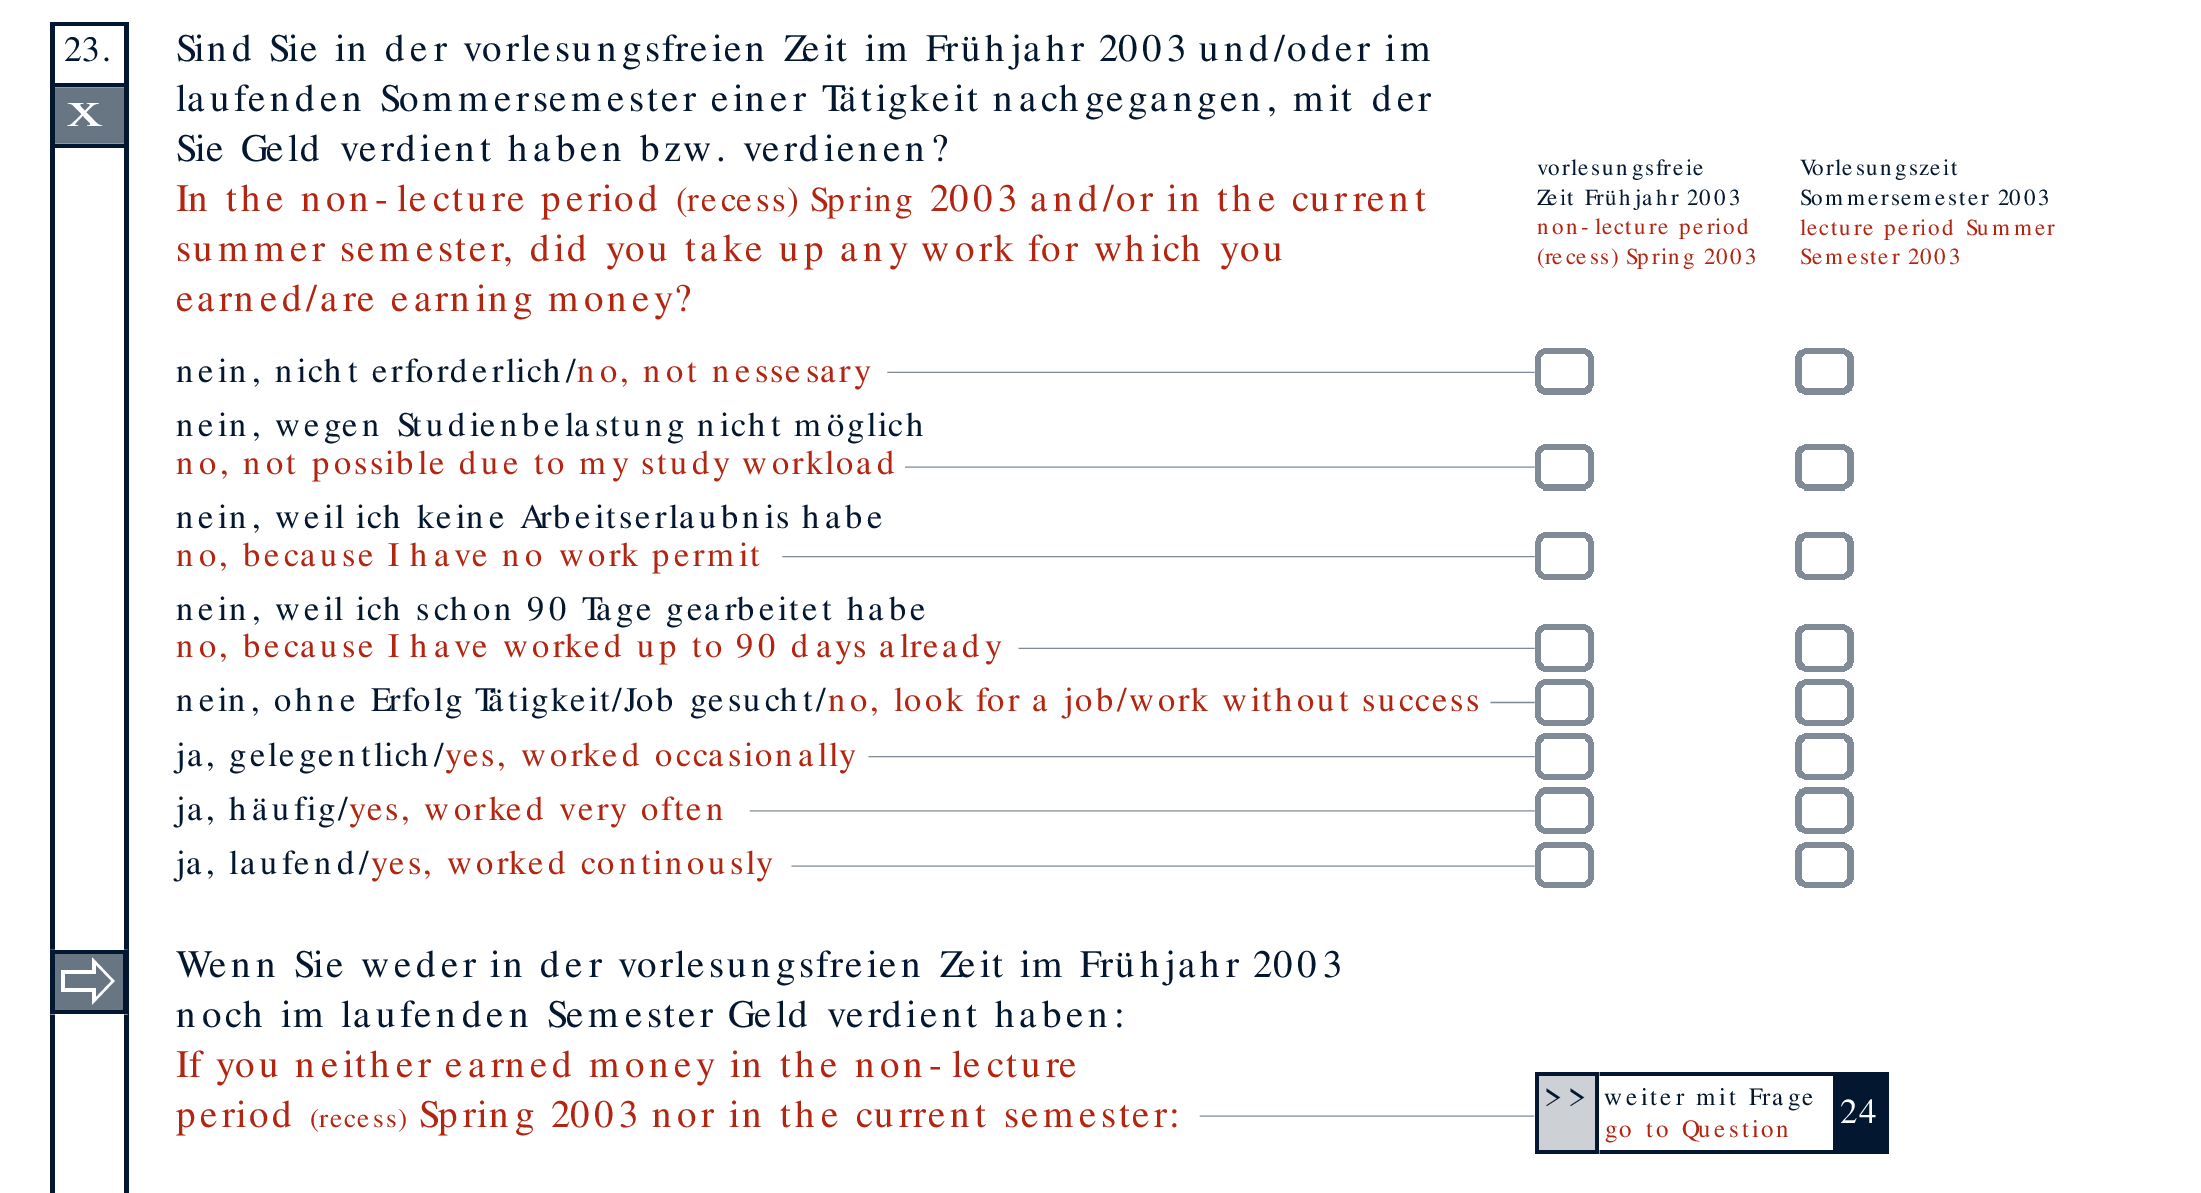 23.
X
Sind Sie in der vorlesungsfreien Zeit im Frühjahr 2003 und/oder im
laufenden Sommersemester einer Tätigkeit nachgegangen, mit der
Sie Geld verdient haben bzw. verdienen?
In the non-lecture period (recess) Spring 2003 and/or in the current
summer semester, did you take up any work for which you
earned/are earning money?
vorlesungsfreie
Zeit Frühjahr 2003
non-lecture period
(recess) Spring 2003
Vorlesungszeit
Sommersemester 2003
lecture period Summer
Semester 2003
nein, nicht erforderlich/no, not nessesary
nein, wegen Studienbelastung nicht möglich
no, not possible due to my study workload
nein, weil ich keine Arbeitserlaubnis habe
no, because I have no work permit
nein, weil ich schon 90 Tage gearbeitet habe
no, because I have worked up to 90 days already
nein, ohne Erfolg Tätigkeit/Job gesucht/no, look for a job/work without success
ja, gelegentlich/yes, worked occasionally
ja, häufig/yes, worked very often
ja, laufend/yes, worked continously
Wenn Sie weder in der vorlesungsfreien Zeit im Frühjahr 2003
noch im laufenden Semester Geld verdient haben:
If you neither earned money in the non-lecture
period (recess) Spring 2003 nor in the current semester:
>> weiter mit Frage
go to Question
24